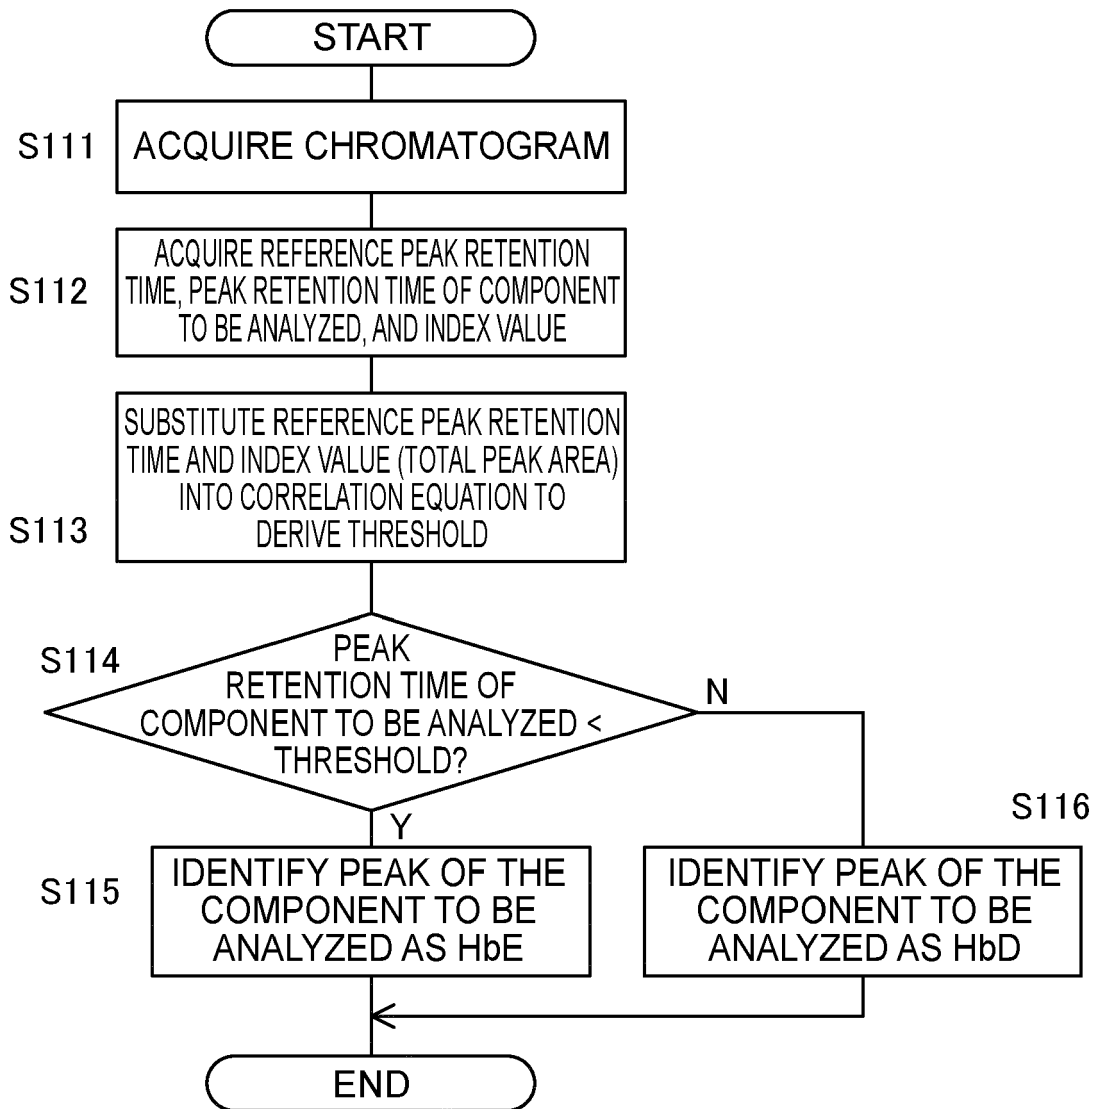 START
S111
ACQUIRE CHROMATOGRAM
S112
ACQUIRE REFERENCE PEAK RETENTION
TIME, PEAK RETENTION TIME OF COMPONENT
TO BE ANALYZED, AND INDEX VALUE
S113
SUBSTITUTE REFERENCE PEAK RETENTION
TIME AND INDEX VALUE (TOTAL PEAK AREA)
INTO CORRELATION EQUATION TO
DERIVE THRESHOLD
S114
PEAK
RETENTION TIME OF
COMPONENT TO BE ANALYZED <
THRESHOLD?
N
Y
S115
IDENTIFY PEAK OF THE
COMPONENT TO BE
ANALYZED AS HbE
S116
IDENTIFY PEAK OF THE
COMPONENT TO BE
ANALYZED AS HbD
END